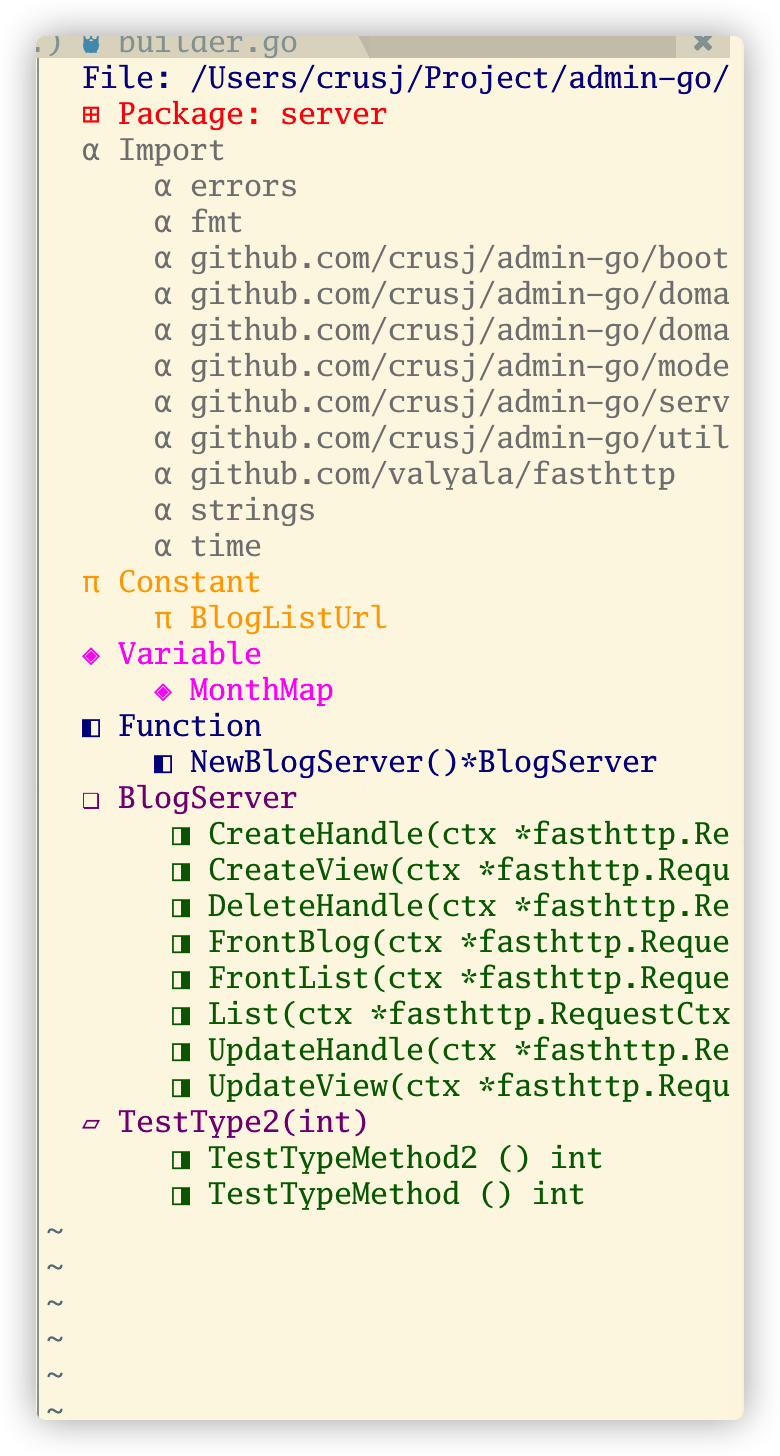 .) builder.go ✖
File: /Users/crusj/Project/admin-go/
⊞ Package: server
α Import
α errors
α fmt
α github.com/crusj/admin-go/boot
α github.com/crusj/admin-go/doma
α github.com/crusj/admin-go/doma
α github.com/crusj/admin-go/mode
α github.com/crusj/admin-go/serv
α github.com/crusj/admin-go/util
α github.com/valyala/fasthttp
α strings
α time
π Constant
π BlogListUrl
◈ Variable
◈ MonthMap
◧ Function
◧ NewBlogServer()*BlogServer
❏ BlogServer
◨ CreateHandle(ctx *fasthttp.Re
◨ CreateView(ctx *fasthttp.Requ
◨ DeleteHandle(ctx *fasthttp.Re
◨ FrontBlog(ctx *fasthttp.Reque
◨ FrontList(ctx *fasthttp.Reque
◨ List(ctx *fasthttp.RequestCtx
◨ UpdateHandle(ctx *fasthttp.Re
◨ UpdateView(ctx *fasthttp.Requ
▱ TestType2(int)
◨ TestTypeMethod2 () int
◨ TestTypeMethod () int
~
~
~
~
~
~